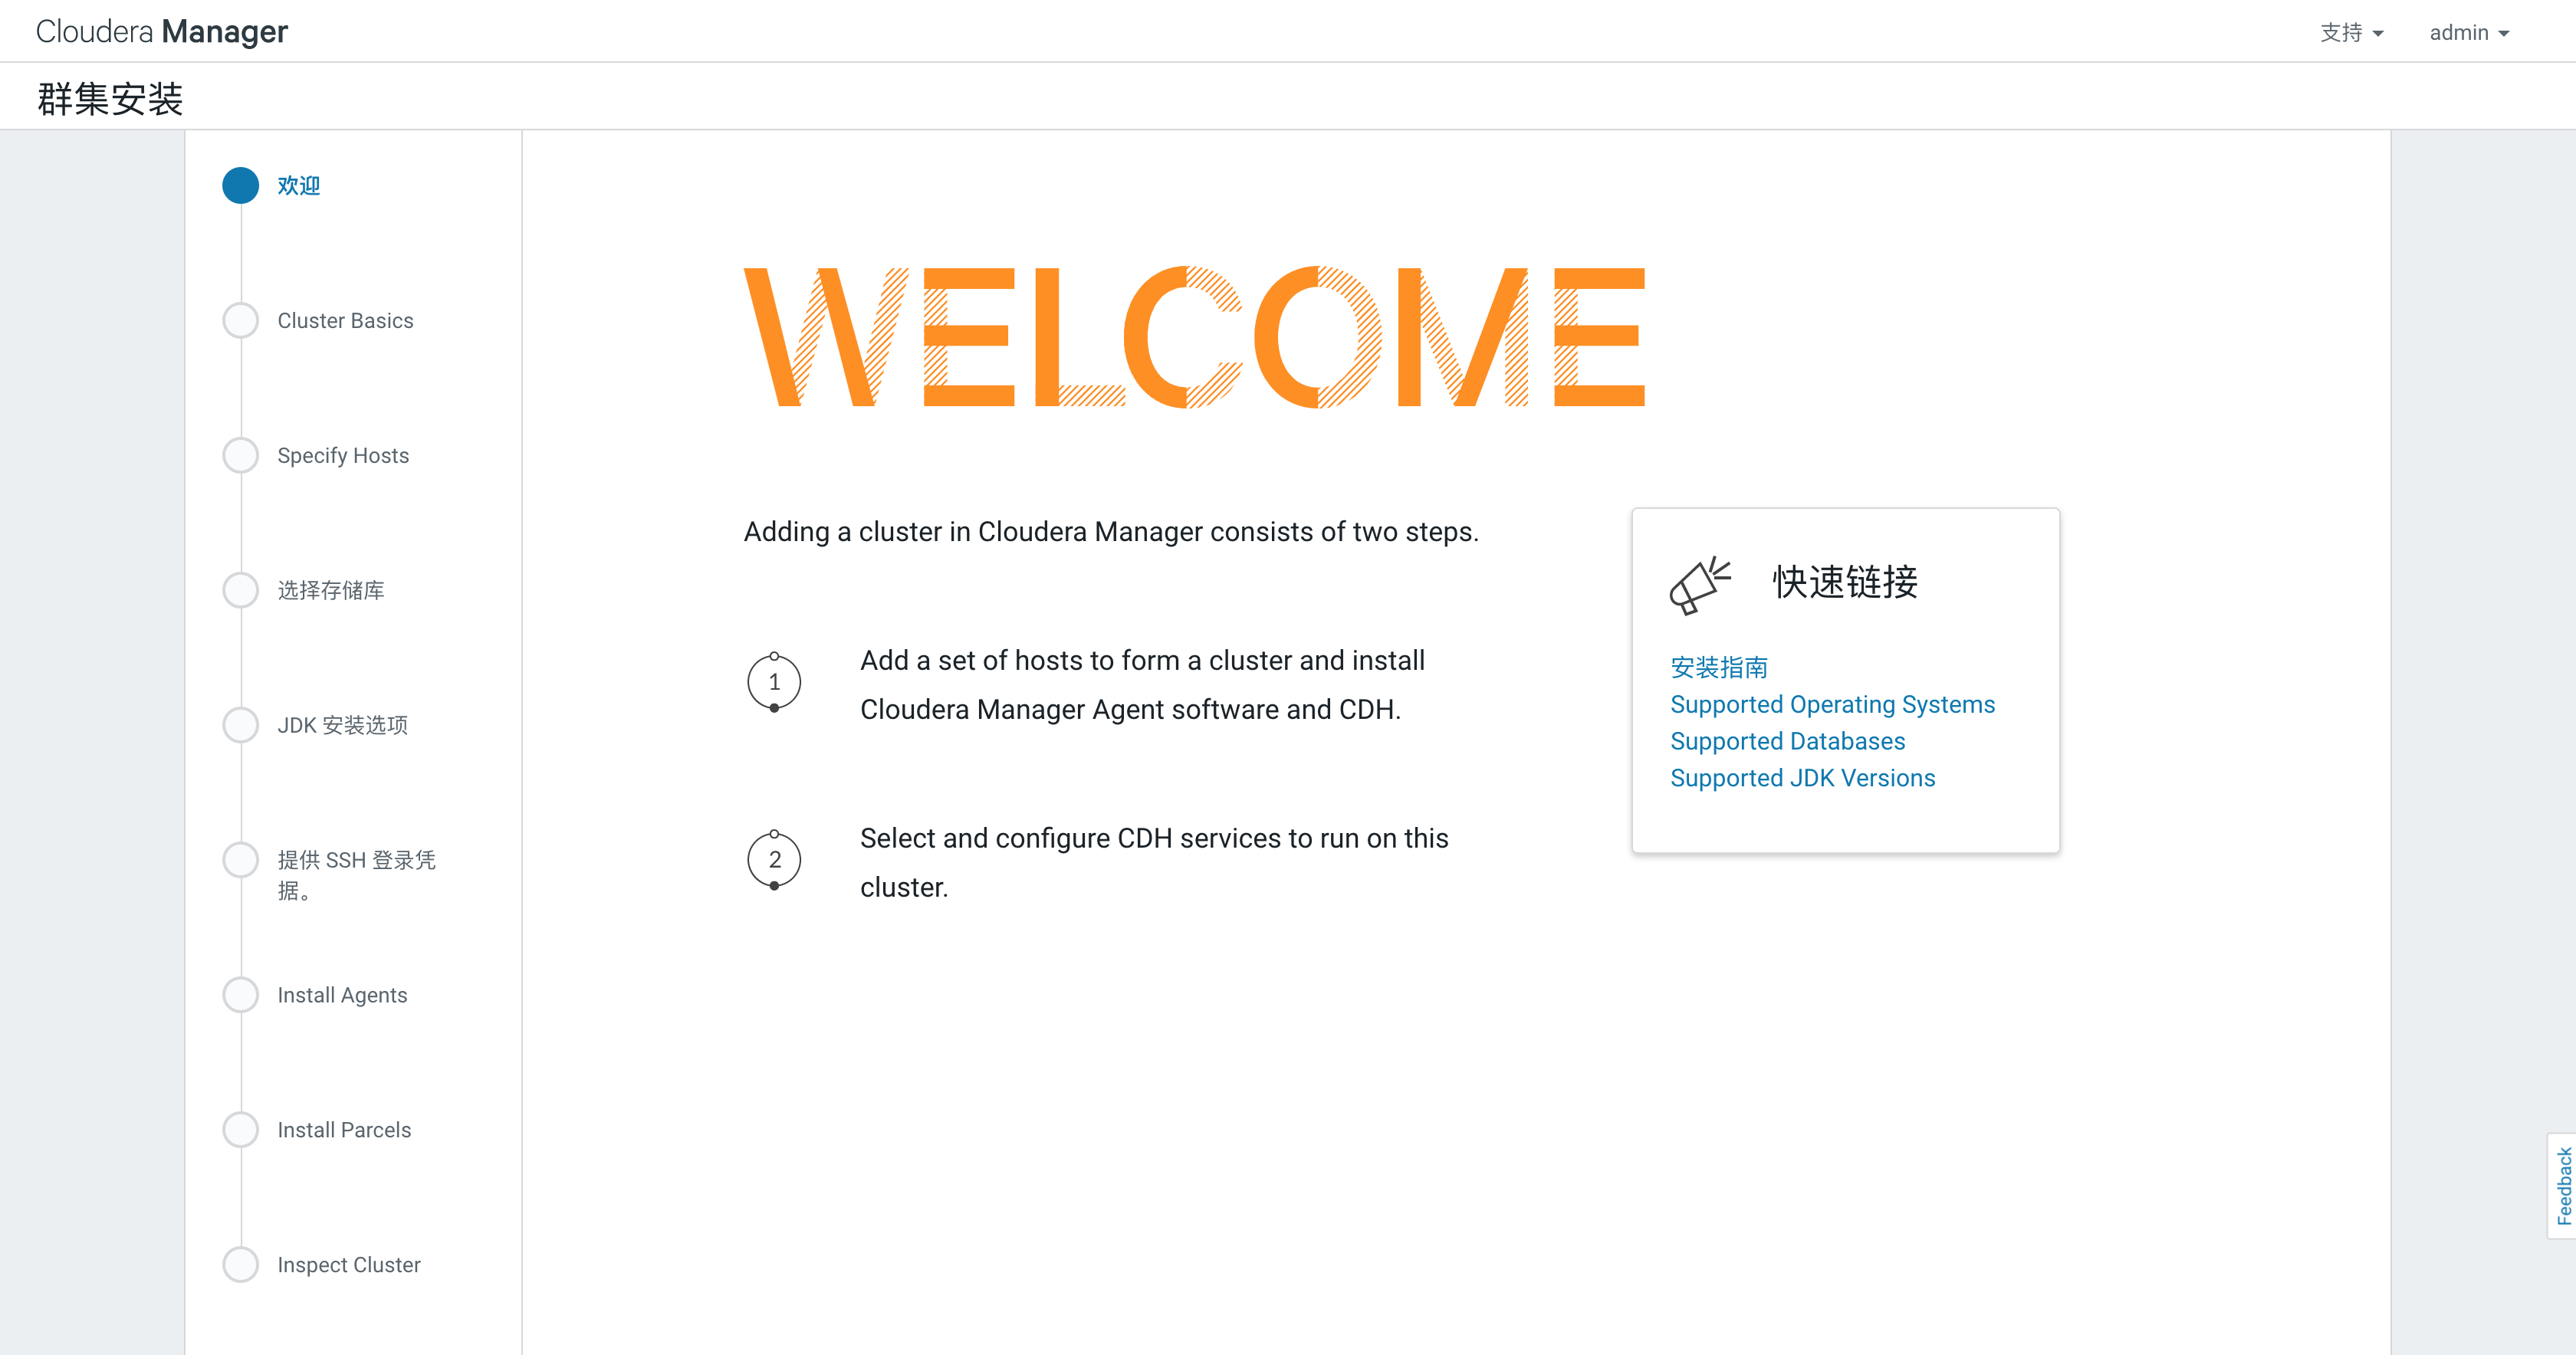 Cloudera Manager
支持
admin
群集安装
欢迎
Cluster Basics
Specify Hosts
选择存储库
JDK 安装选项
提供 SSH 登录凭
据。
Install Agents
Install Parcels
Inspect Cluster
WELCOME
Adding a cluster in Cloudera Manager consists of two steps.
1
Add a set of hosts to form a cluster and install
Cloudera Manager Agent software and CDH.
2
Select and configure CDH services to run on this
cluster.
快速链接
安装指南
Supported Operating Systems
Supported Databases
Supported JDK Versions
Feedback